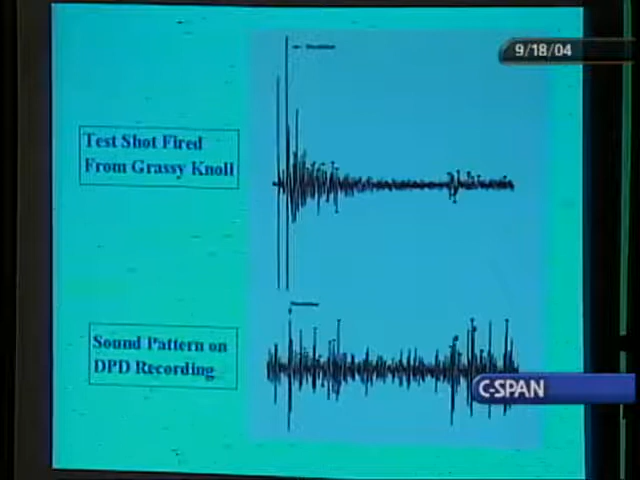 9/18/04
Test Shot Fired
From Grassy Knoll
Sound Pattern on
DPD Recording
C-SPAN